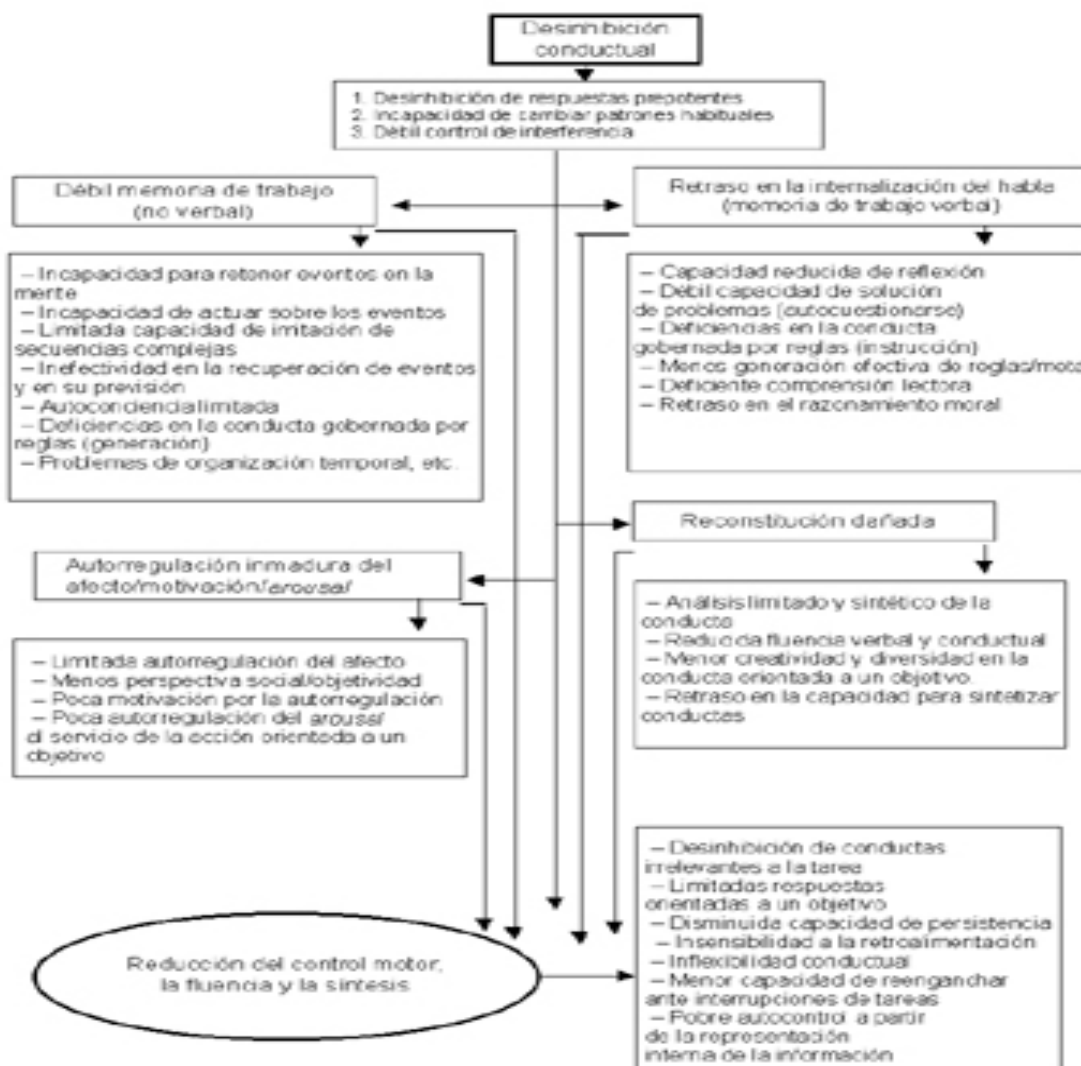 Desinhibición
conductual
1. Desinhibición de respuestas prepotentes
2. Incapacidad de cambiar patrones habituales
3. Débil control de interferencia
Débil memoria de trabajo
(no verbal)
Retraso en la internalización del habla
(memoria de trabajo verbal)
– Incapacidad para retener eventos en la
mente
– Incapacidad de actuar sobre los eventos
– Limitada capacidad de imitación de
secuencias complejas
– Inefectividad en la recuperación de eventos
y en su previsión
– Autoconciencia limitada
– Deficiencias en la conducta gobernada por
reglas (generación)
– Problemas de organización temporal, etc.
– Capacidad reducida de reflexión
– Débil capacidad de solución
de problemas (autocuestionarse)
– Deficiencias en la conducta
gobernada por reglas (instrucción)
– Menos generación efectiva de reglas/meta
– Deficiente comprensión lectora
– Retraso en el razonamiento moral
Reconstitución dañada
Autorregulación inmadura del
afecto/motivación/arousal
– Análisis limitado y sintético de la
conducta
– Reducida fluencia verbal y conductual
– Menor creatividad y diversidad en la
conducta orientada a un objetivo.
– Retraso en la capacidad para sintetizar
conductas
– Limitada autorregulación del afecto
– Menos perspectiva social/objetividad
– Poca motivación por la autorregulación
– Poca autorregulación del arousal
al servicio de la acción orientada a un
objetivo
Reducción del control motor,
la fluencia y la síntesis
– Desinhibición de conductas
irrelevantes a la tarea
– Limitadas respuestas
orientadas a un objetivo
– Disminuida capacidad de persistencia
– Insensibilidad a la retroalimentación
– Inflexibilidad conductual
– Menor capacidad de reenganchar
ante interrupciones de tareas
– Pobre autocontrol a partir
de la representación
interna de la información